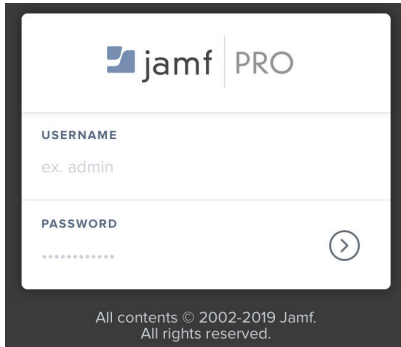 jamf PRO
USERNAME
ex. admin
PASSWORD
••••••••••••
All contents © 2002-2019 Jamf.
All rights reserved.